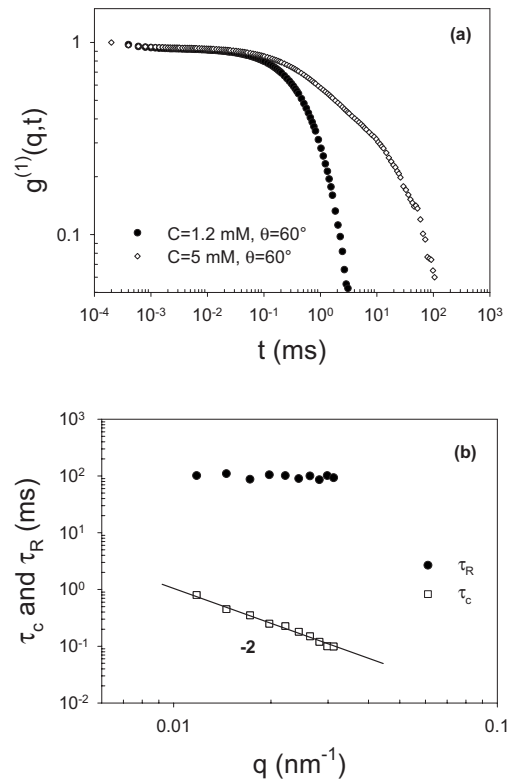 (a)
1
0.1
g⁽¹⁾(q,t)
C=1.2 mM, θ=60°
C=5 mM, θ=60°
10⁻⁴ 10⁻³ 10⁻² 10⁻¹ 10⁰ 10¹ 10² 10³
t (ms)
(b)
10³
10²
10¹
10⁰
10⁻¹
10⁻²
τc and τR (ms)
τR
τc
-2
0.01 0.1
q (nm⁻¹)